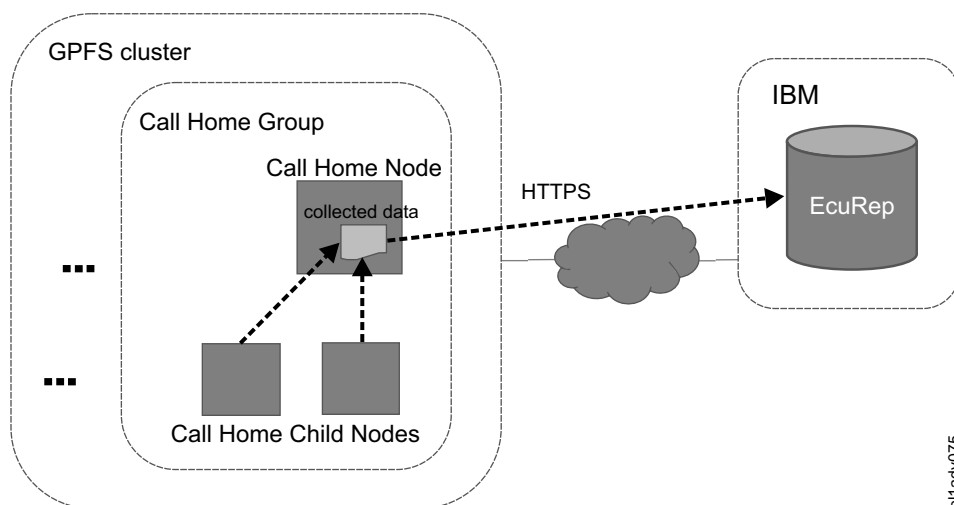 GPFS cluster
IBM
Call Home Group
Call Home Node
HTTPS
collected data
EcuRep
Call Home Child Nodes